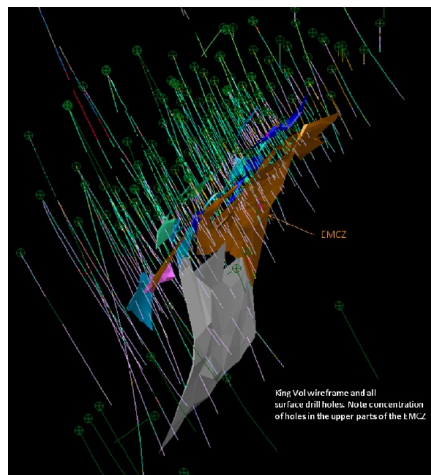 EMCZ
King Vol wireframe and all
surface drill holes. Note concentration
of holes in the upper parts of the EMCZ